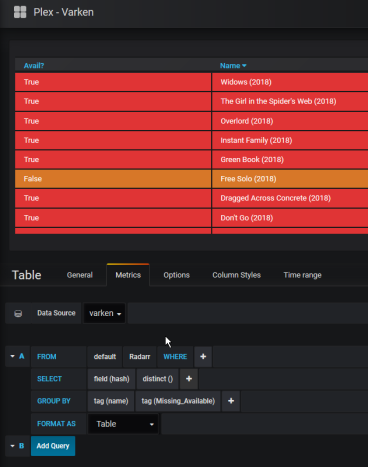 Plex - Varken
Avail? Name
True Widows (2018)
True The Girl in the Spider's Web (2018)
True Overlord (2018)
True Instant Family (2018)
True Green Book (2018)
False Free Solo (2018)
True Dragged Across Concrete (2018)
True Don't Go (2018)
Table General Metrics Options Column Styles Time range
Data Source varken
A FROM default Radarr WHERE +
SELECT field (hash) distinct () +
GROUP BY tag (name) tag (Missing_Available) +
FORMAT AS Table
B Add Query